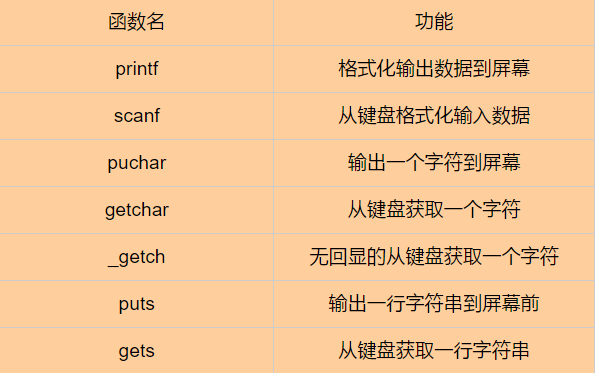 函数名 功能
printf 格式化输出数据到屏幕
scanf 从键盘格式化输入数据
puchar 输出一个字符到屏幕
getchar 从键盘获取一个字符
_getch 无回显的从键盘获取一个字符
puts 输出一行字符串到屏幕前
gets 从键盘获取一行字符串